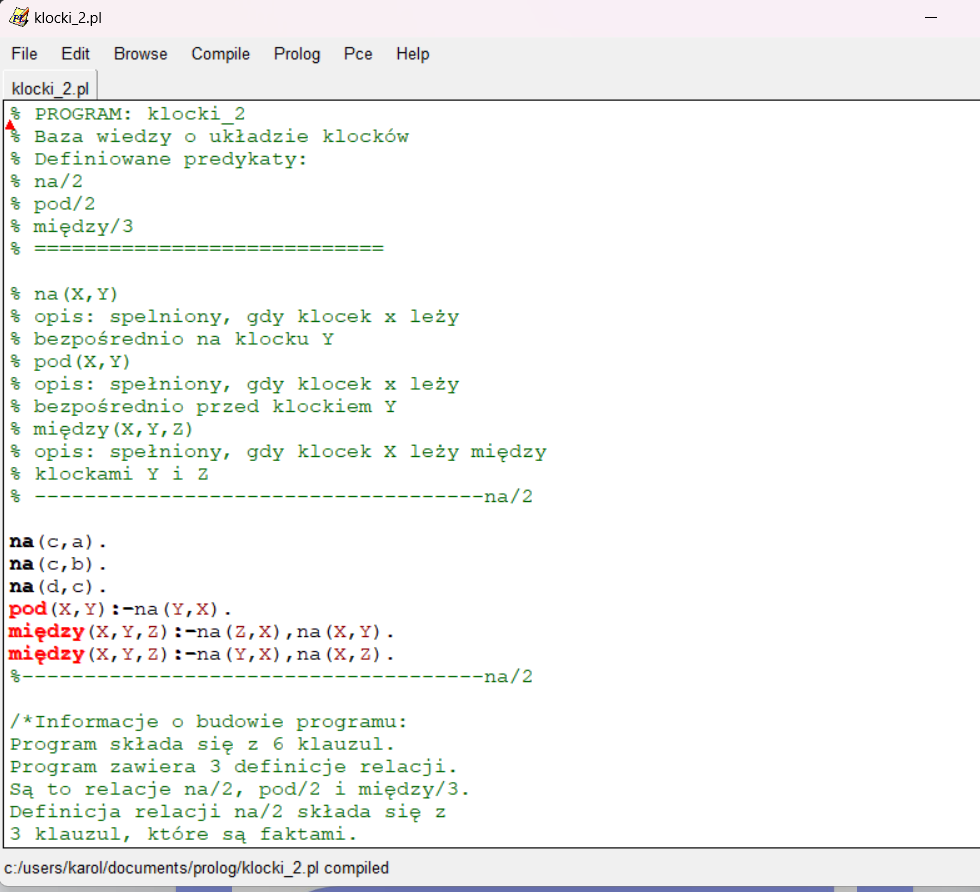 klocki_2.pl
File Edit Browse Compile Prolog Pce Help
klocki_2.pl
% PROGRAM: klocki_2
% Baza wiedzy o układzie klocków
% Definiowane predykaty:
% na/2
% pod/2
% między/3
% ============================
% na(X,Y)
% opis: spelniony, gdy klocek x leży
% bezpośrednio na klocku Y
% pod(X,Y)
% opis: spełniony, gdy klocek x leży
% bezpośrednio przed klockiem Y
% między(X,Y,Z)
% opis: spełniony, gdy klocek X leży między
% klockami Y i Z
% ------------------------------------na/2
na(c,a).
na(c,b).
na(d,c).
pod(X,Y):-na(Y,X).
między(X,Y,Z):-na(Z,X),na(X,Y).
między(X,Y,Z):-na(Y,X),na(X,Z).
%-------------------------------------na/2
/*Informacje o budowie programu:
Program składa się z 6 klauzul.
Program zawiera 3 definicje relacji.
Są to relacje na/2, pod/2 i między/3.
Definicja relacji na/2 składa się z
3 klauzul, które są faktami.
c:/users/karol/documents/prolog/klocki_2.pl compiled